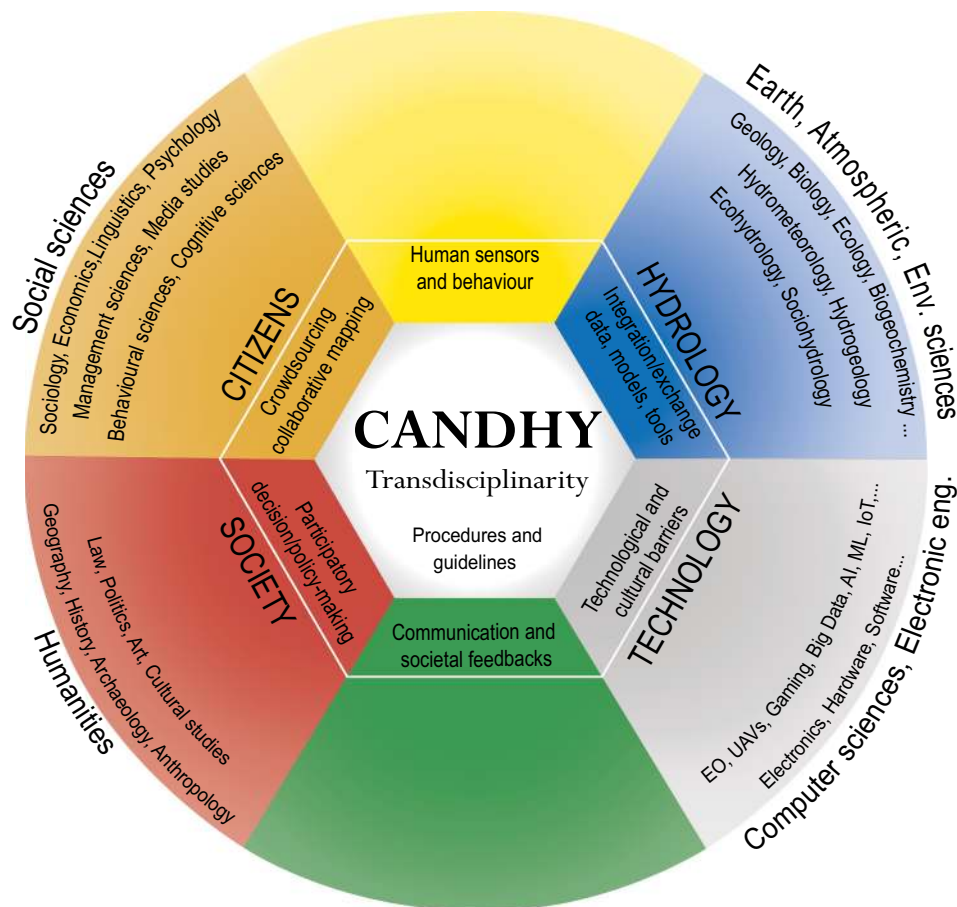 Social sciences
Sociology, Economics,Linguistics, Psychology
Management sciences, Media studies
Behavioural sciences, Cognitive sciences
CITIZENS
Crowdsourcing
collaborative mapping
Human sensors
and behaviour
Earth, Atmospheric, Env. sciences
Geology, Biology, Ecology, Biogeochemistry ...
Hydrometeorology, Hydrogeology
Ecohydrology, Sociohydrology
HYDROLOGY
Integration/exchange
data, models, tools
CANDHY
Transdisciplinarity
Procedures and
guidelines
Participatory
decision/policy-making
SOCIETY
Law, Politics, Art, Cultural studies
Geography, History, Archaeology, Anthropology
Humanities
Communication and
societal feedbacks
Technological and
cultural barriers
TECHNOLOGY
EO, UAVs, Gaming, Big Data, AI, ML, IoT,...
Electronics, Hardware, Software...
Computer sciences, Electronic eng.